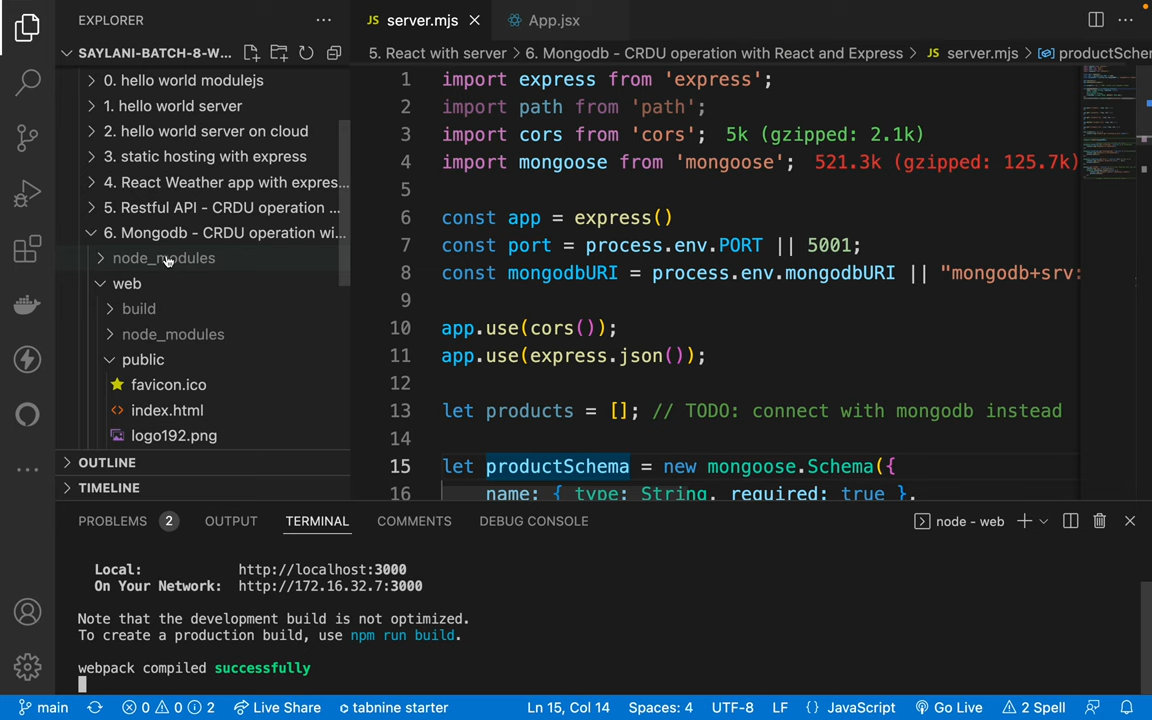 EXPLORER
SAYLANI-BATCH-8-W...
0. hello world modulejs
1. hello world server
2. hello world server on cloud
3. static hosting with express
4. React Weather app with expres...
5. Restful API - CRDU operation ...
6. Mongodb - CRDU operation wi...
node_modules
web
build
node_modules
public
favicon.ico
index.html
logo192.png
OUTLINE
TIMELINE
JS server.mjs
App.jsx
5. React with server > 6. Mongodb - CRDU operation with React and Express > JS server.mjs > productScher
1 import express from 'express';
2 import path from 'path';
3 import cors from 'cors'; 5k (gzipped: 2.1k)
4 import mongoose from 'mongoose'; 521.3k (gzipped: 125.7k)
5
6 const app = express()
7 const port = process.env.PORT || 5001;
8 const mongodbURI = process.env.mongodbURI || "mongodb+srv:
9
10 app.use(cors());
11 app.use(express.json());
12
13 let products = []; // TODO: connect with mongodb instead
14
15 let productSchema = new mongoose.Schema({
16 name: { type: String, required: true },
PROBLEMS 2 OUTPUT TERMINAL COMMENTS DEBUG CONSOLE
node - web
Local: http://localhost:3000
On Your Network: http://172.16.32.7:3000
Note that the development build is not optimized.
To create a production build, use npm run build.
webpack compiled successfully
main 0 0 2 Live Share tabnine starter Ln 15, Col 14 Spaces: 4 UTF-8 LF {} JavaScript Go Live 2 Spell